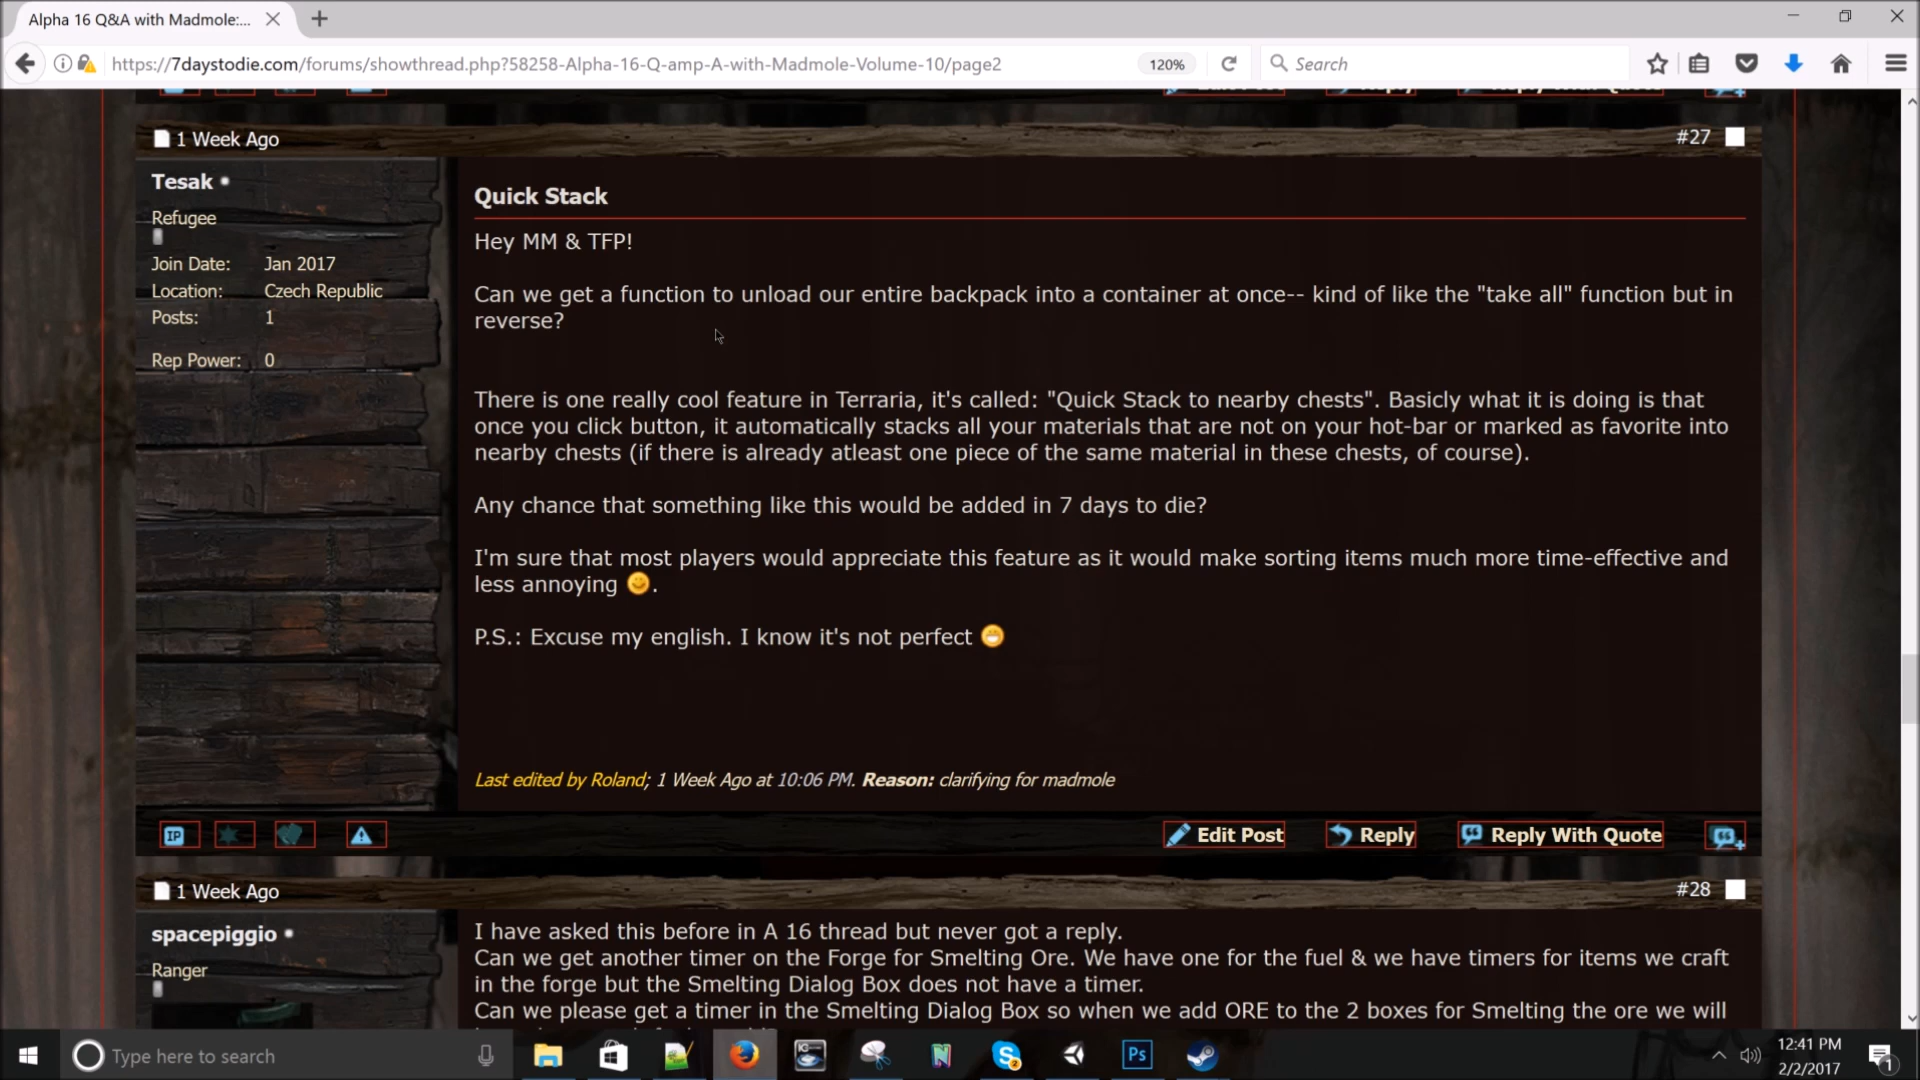 Alpha 16 Q&A with Madmole:...
https://7daystodie.com/forums/showthread.php?58258-Alpha-16-Q-amp-A-with-Madmole-Volume-10/page2
120%
Search
1 Week Ago
#27
Tesak
Refugee
Join Date: Jan 2017
Location: Czech Republic
Posts: 1
Rep Power: 0
Quick Stack
Hey MM & TFP!
Can we get a function to unload our entire backpack into a container at once-- kind of like the "take all" function but in
reverse?
There is one really cool feature in Terraria, it's called: "Quick Stack to nearby chests". Basicly what it is doing is that
once you click button, it automatically stacks all your materials that are not on your hot-bar or marked as favorite into
nearby chests (if there is already atleast one piece of the same material in these chests, of course).
Any chance that something like this would be added in 7 days to die?
I'm sure that most players would appreciate this feature as it would make sorting items much more time-effective and
less annoying .
P.S.: Excuse my english. I know it's not perfect
Last edited by Roland; 1 Week Ago at 10:06 PM. Reason: clarifying for madmole
IP
Edit Post
Reply
Reply With Quote
1 Week Ago
#28
spacepiggio
Ranger
I have asked this before in A 16 thread but never got a reply.
Can we get another timer on the Forge for Smelting Ore. We have one for the fuel & we have timers for items we craft
in the forge but the Smelting Dialog Box does not have a timer.
Can we please get a timer in the Smelting Dialog Box so when we add ORE to the 2 boxes for Smelting the ore we will
Type here to search
Ps
12:41 PM
2/2/2017
1